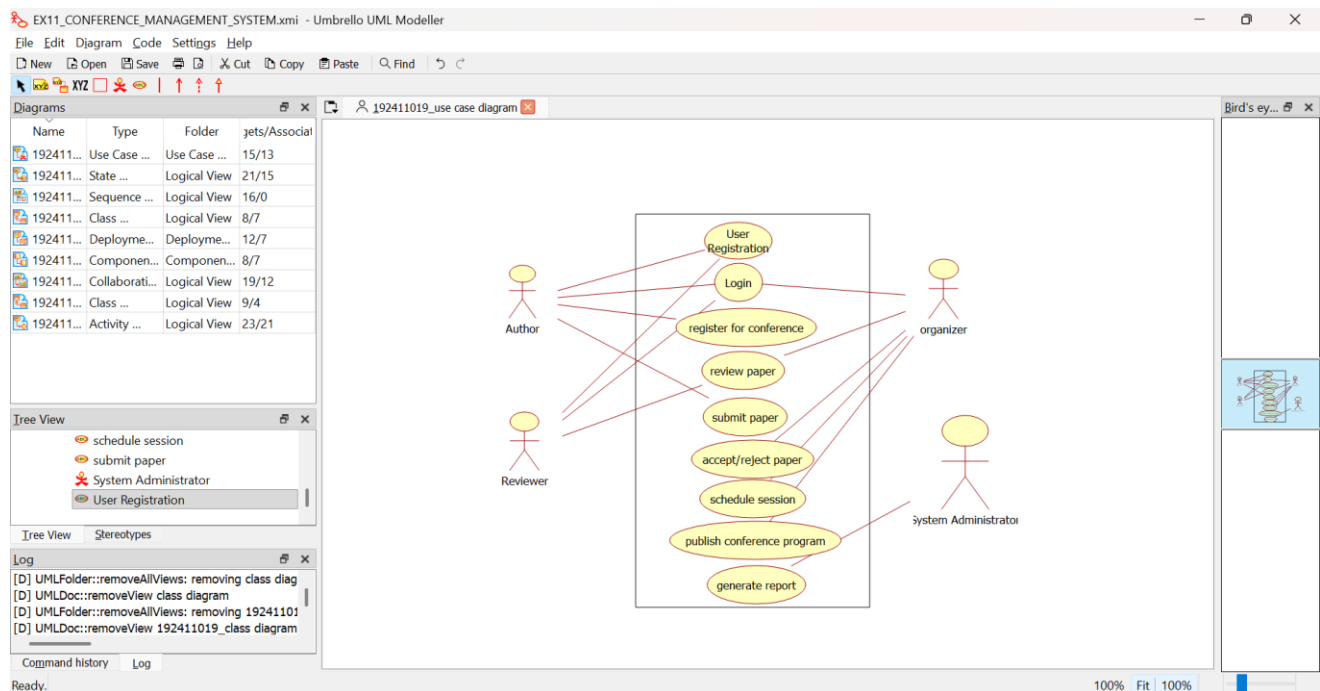 EX11_CONFERENCE_MANAGEMENT_SYSTEM.xmi - Umbrello UML Modeller
File Edit Diagram Code Settings Help
New Open Save Cut Copy Paste Find
XYZ
Diagrams
192411019_use case diagram
Bird's ey...
Name Type Folder gets/Associat
192411... Use Case ... Use Case ... 15/13
192411... State ... Logical View 21/15
192411... Sequence ... Logical View 16/0
192411... Class ... Logical View 8/7
192411... Deployme... Deployme... 12/7
192411... Componen... Componen... 8/7
192411... Collaborati... Logical View 19/12
192411... Class ... Logical View 9/4
192411... Activity ... Logical View 23/21
Tree View
schedule session
submit paper
System Administrator
User Registration
Tree View Stereotypes
Log
[D] UMLFolder::removeAllViews: removing class diag
[D] UMLDoc::removeView class diagram
[D] UMLFolder::removeAllViews: removing 19241101
[D] UMLDoc::removeView 192411019_class diagram
Command history Log
User
Registration
Login
register for conference
review paper
submit paper
accept/reject paper
schedule session
publish conference program
generate report
Author
Reviewer
organizer
System Administrator
Ready.
100% Fit 100%